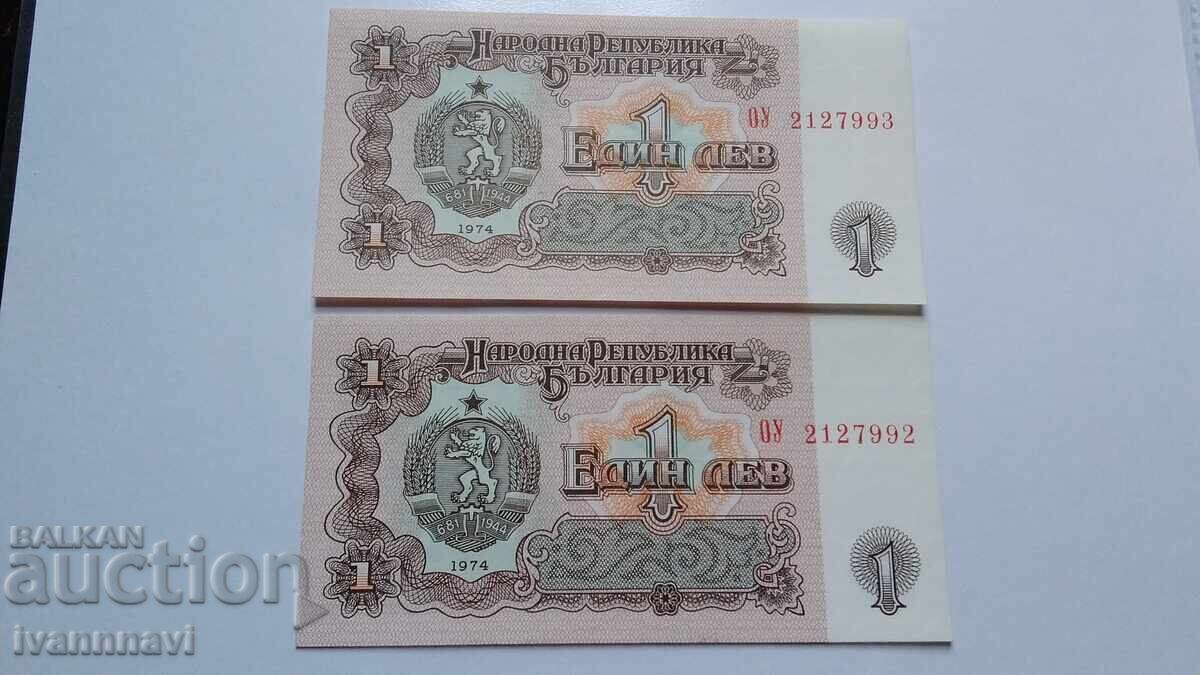 1 НАРОДНА РЕПУБЛИКА
БЪЛГАРИЯ
ОУ 2127993
1
ЕДИН ЛЕВ
681 1944
1 1974 1
1 НАРОДНА РЕПУБЛИКА
БЪЛГАРИЯ
ОУ 2127992
1
ЕДИН ЛЕВ
681 1944
1 1974 1
BALKAN
auction
ivannnavi